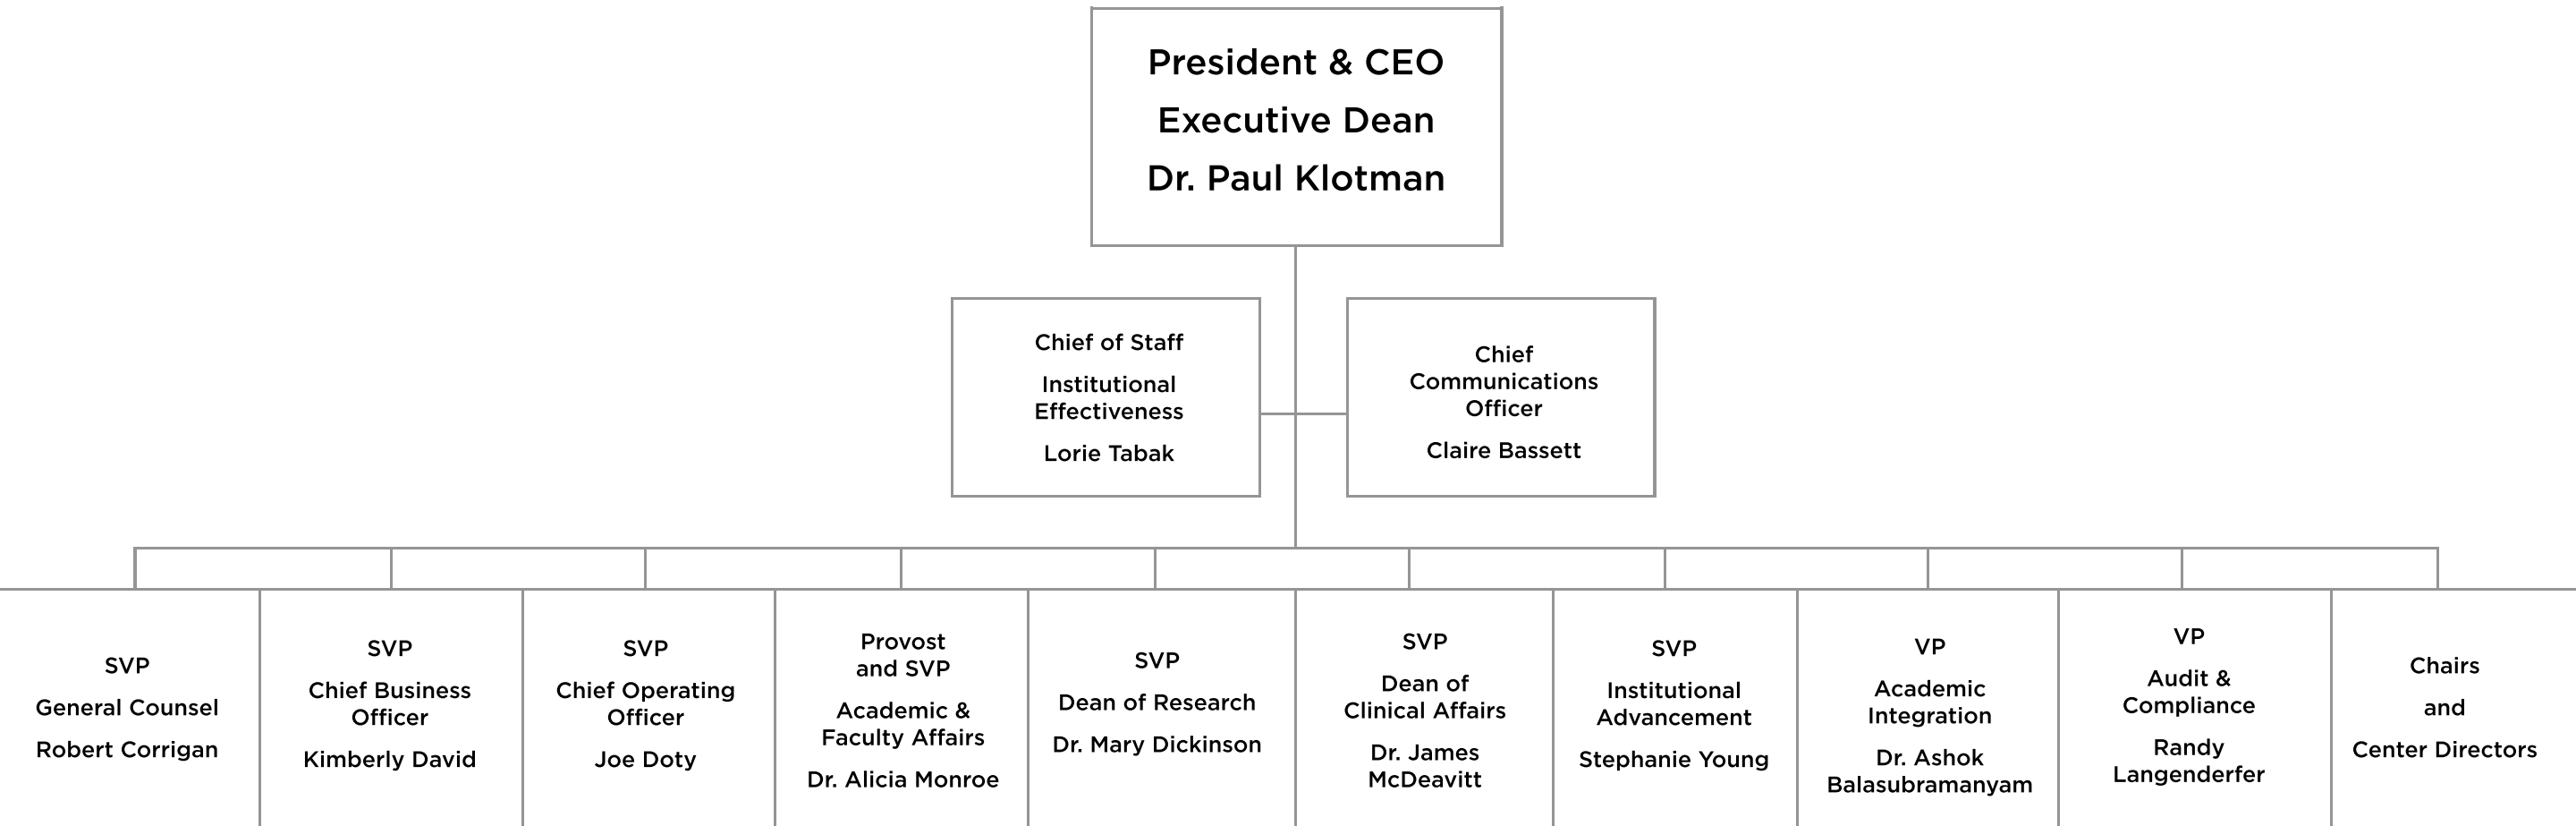 President & CEO
Executive Dean
Dr. Paul Klotman
Chief of Staff
Institutional
Effectiveness
Lorie Tabak
Chief
Communications
Officer
Claire Bassett
SVP
General Counsel
Robert Corrigan
SVP
Chief Business
Officer
Kimberly David
SVP
Chief Operating
Officer
Joe Doty
Provost
and SVP
Academic &
Faculty Affairs
Dr. Alicia Monroe
SVP
Dean of Research
Dr. Mary Dickinson
SVP
Dean of
Clinical Affairs
Dr. James
McDeavitt
SVP
Institutional
Advancement
Stephanie Young
VP
Academic
Integration
Dr. Ashok
Balasubramanyam
VP
Audit &
Compliance
Randy
Langenderfer
Chairs
and
Center Directors